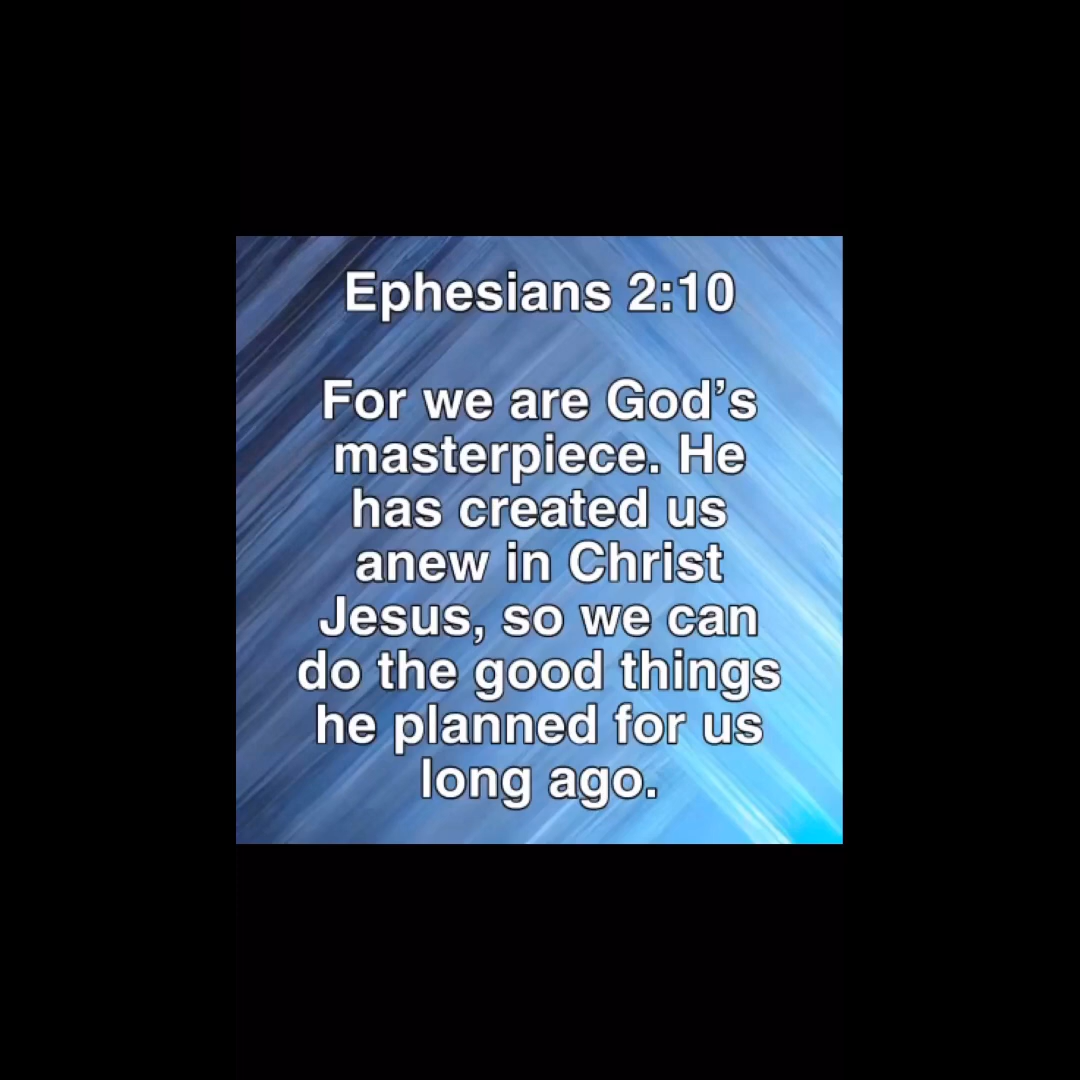 Ephesians 2:10
For we are God’s
masterpiece. He
has created us
anew in Christ
Jesus, so we can
do the good things
he planned for us
long ago.